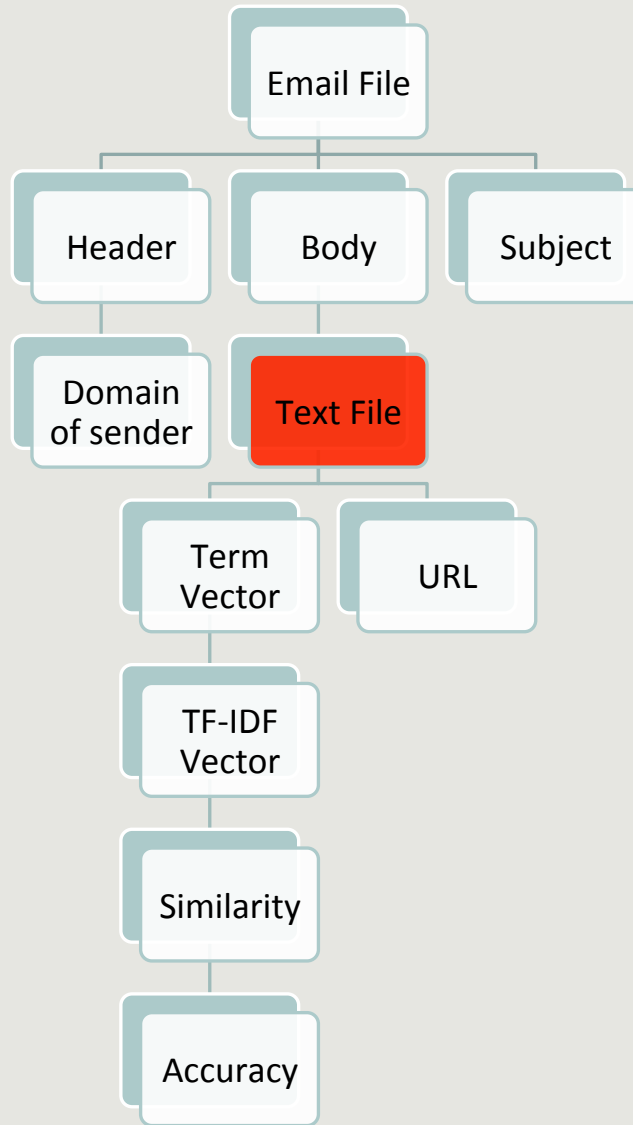 Email File
Header
Body
Subject
Domain
of sender
Text File
Term
Vector
URL
TF-IDF
Vector
Similarity
Accuracy